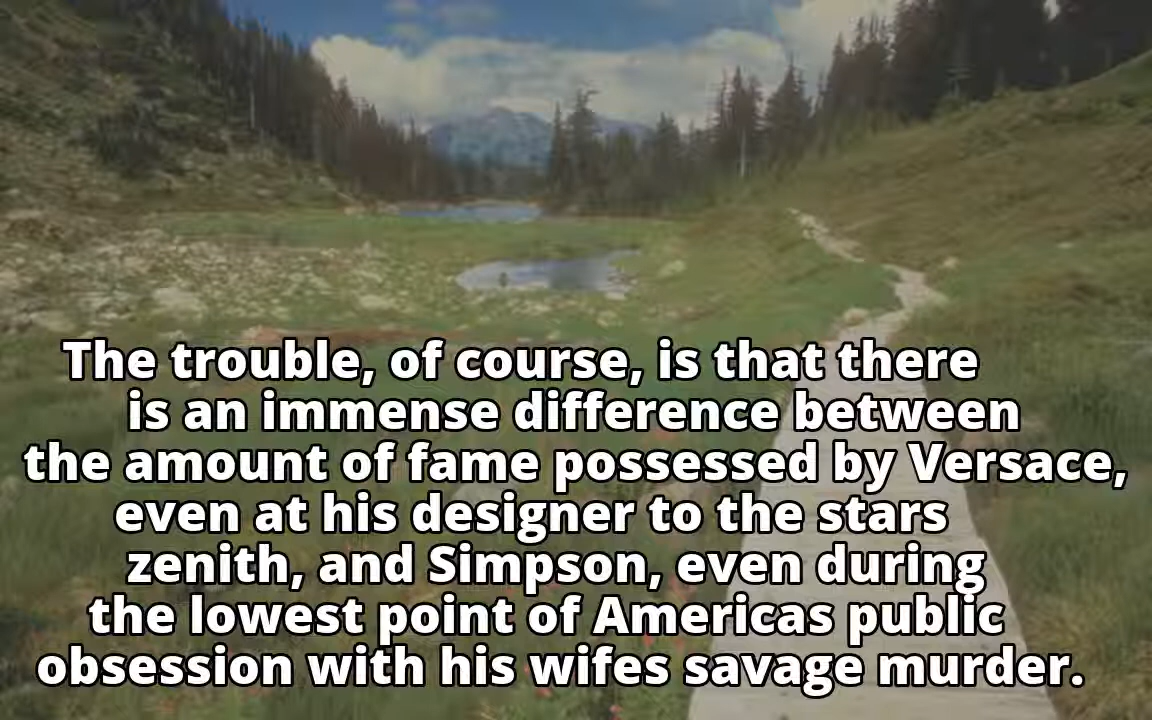 The trouble, of course, is that there
is an immense difference between
the amount of fame possessed by Versace,
even at his designer to the stars
zenith, and Simpson, even during
the lowest point of Americas public
obsession with his wifes savage murder.